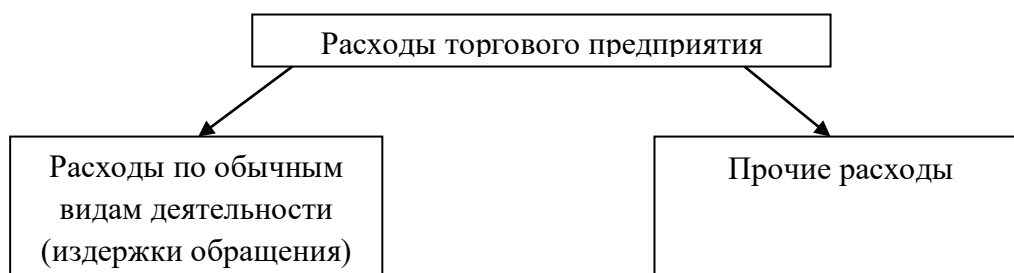 Расходы торгового предприятия
Расходы по обычным
видам деятельности
(издержки обращения)
Прочие расходы